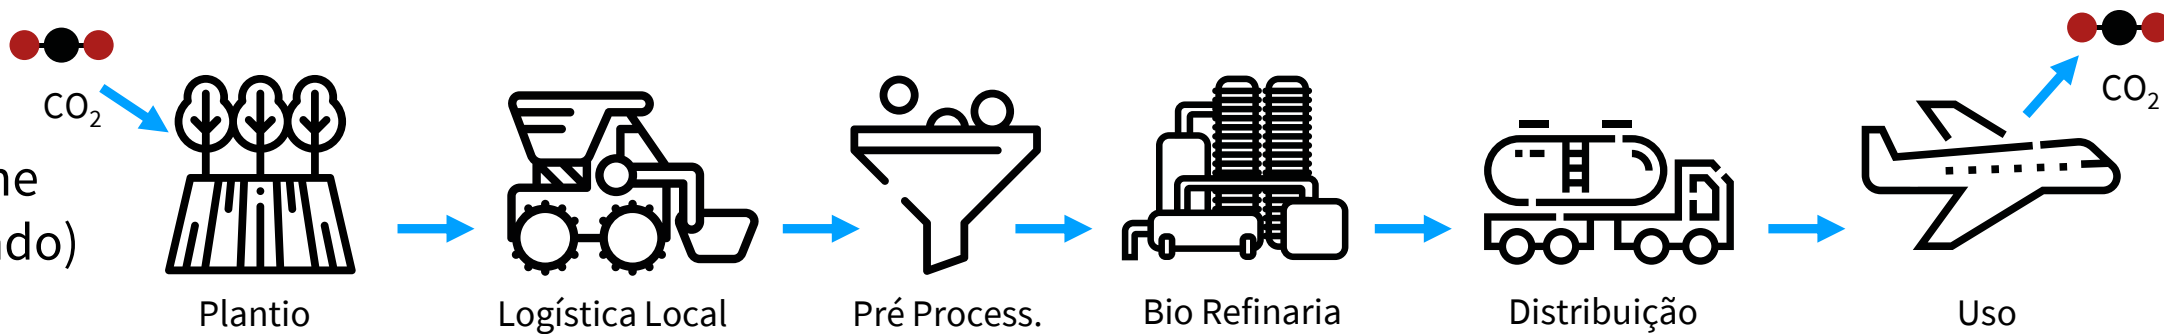 CO₂
CO₂
Plantio
Logística Local
Pré Process.
Bio Refinaria
Distribuição
Uso